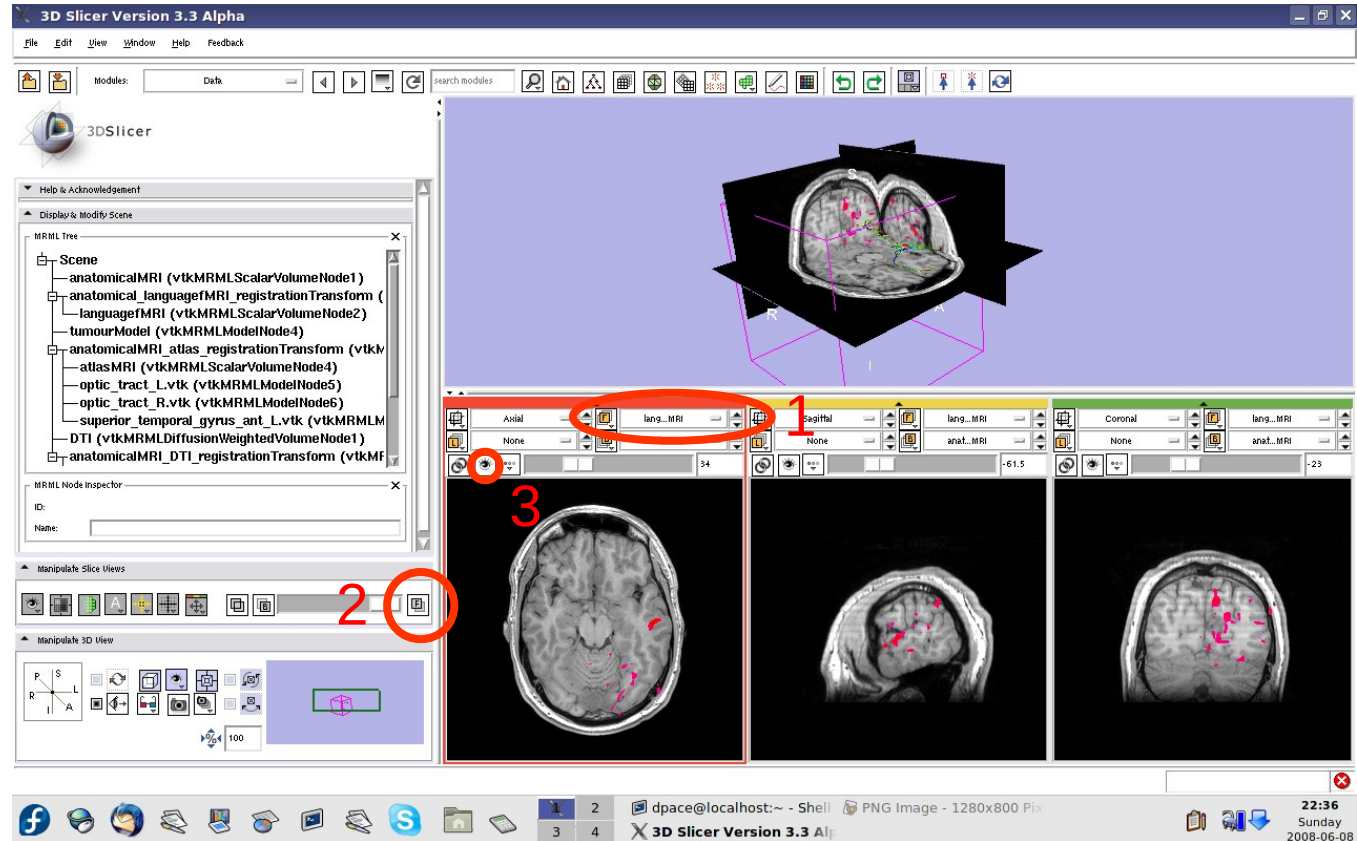 3D Slicer Version 3.3 Alpha
File Edit View Window Help Feedback
Modules: Data search modules
3DSlicer
Help & Acknowledgement
Display & Modify Scene
MRML Tree
Scene
anatomicalMRI (vtkMRMLScalarVolumeNode1)
anatomical_languagefMRI_registrationTransform (
languagefMRI (vtkMRMLScalarVolumeNode2)
tumourModel (vtkMRMLModelNode4)
anatomicalMRI_atlas_registrationTransform (vtkM
atlasMRI (vtkMRMLScalarVolumeNode4)
optic_tract_L.vtk (vtkMRMLModelNode5)
optic_tract_R.vtk (vtkMRMLModelNode6)
superior_temporal_gyrus_ant_L.vtk (vtkMRMLM
DTI (vtkMRMLDiffusionWeightedVolumeNode1)
anatomicalMRI_DTI_registrationTransform (vtkMF
MRML Node Inspector
ID:
Name:
Manipulate Slice Views
2
Manipulate 3D View
P S
R L
I A
100
S
R A
I
1
Axial F lang...MRI
L None B
34
3
Sagittal F lang...MRI
L None B anat...MRI
-61.5
Coronal F lang...MRI
L None B anat...MRI
-23
1 2
3 4
dpace@localhost:~ - Shell
PNG Image - 1280x800 Pix
3D Slicer Version 3.3 Alp
22:36
Sunday
2008-06-08